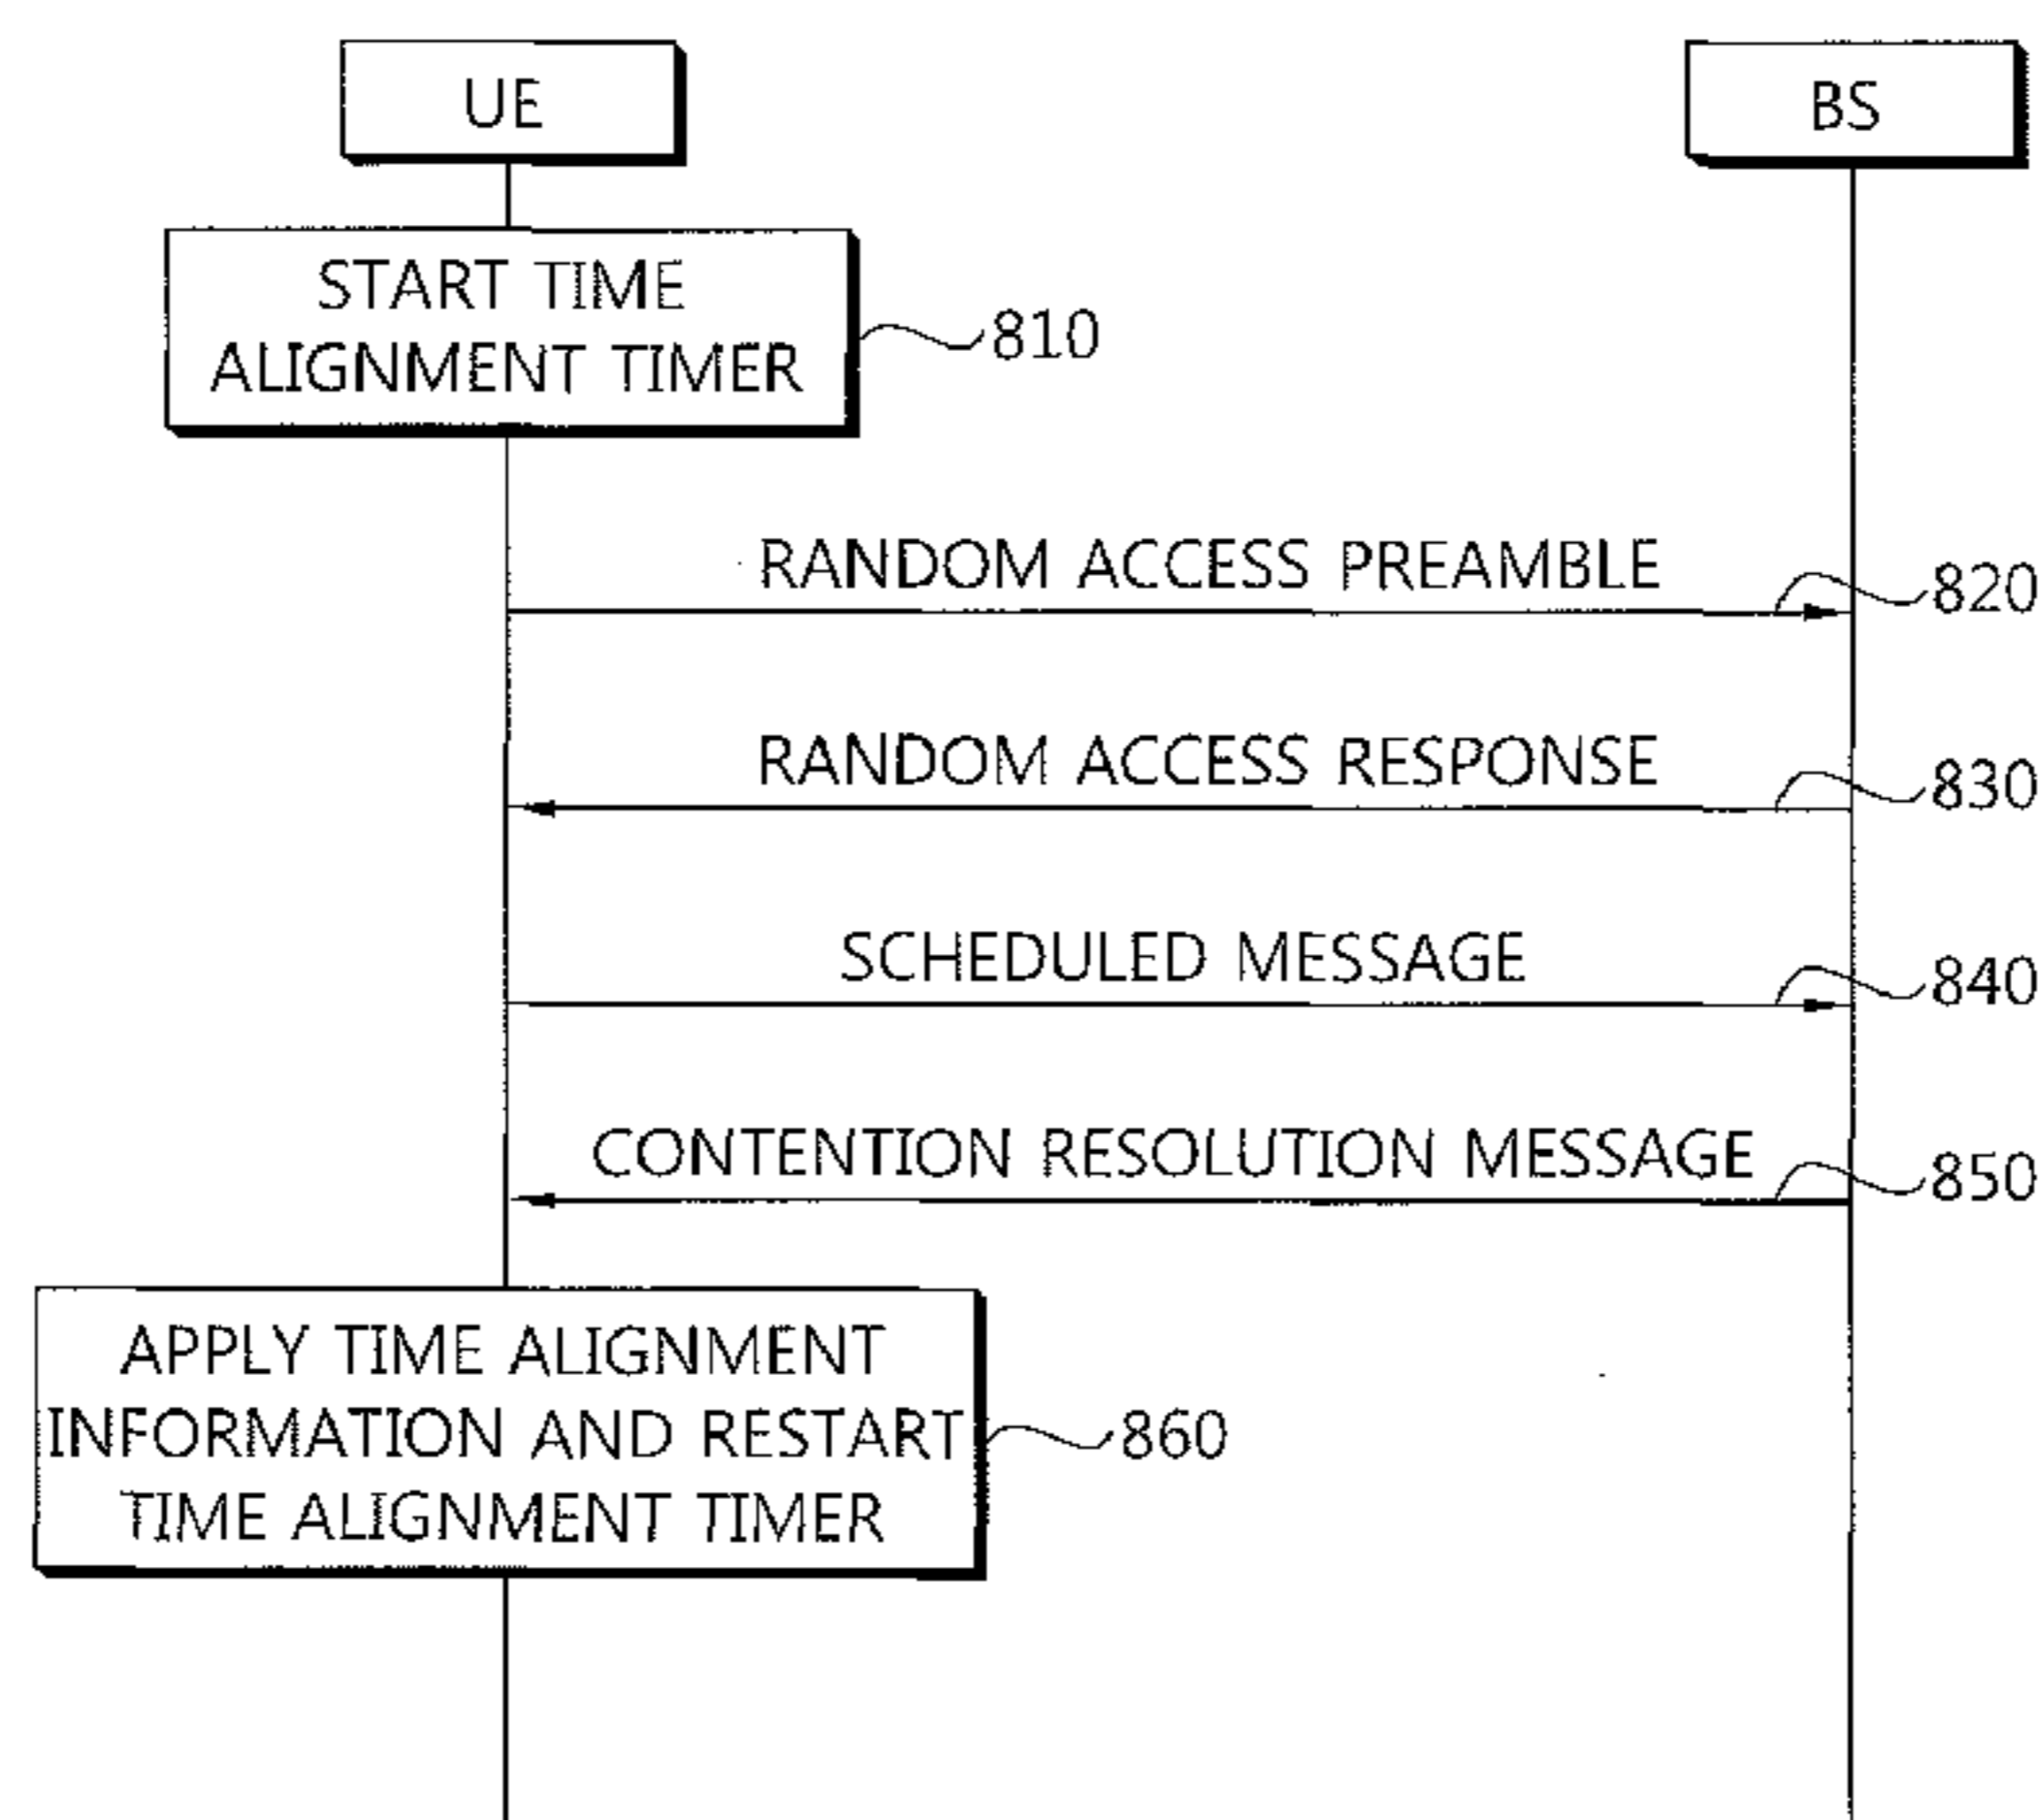 UE
BS
START TIME
ALIGNMENT TIMER
810
RANDOM ACCESS PREAMBLE
820
RANDOM ACCESS RESPONSE
830
SCHEDULED MESSAGE
840
CONTENTION RESOLUTION MESSAGE
850
APPLY TIME ALIGNMENT
INFORMATION AND RESTART
TIME ALIGNMENT TIMER
860